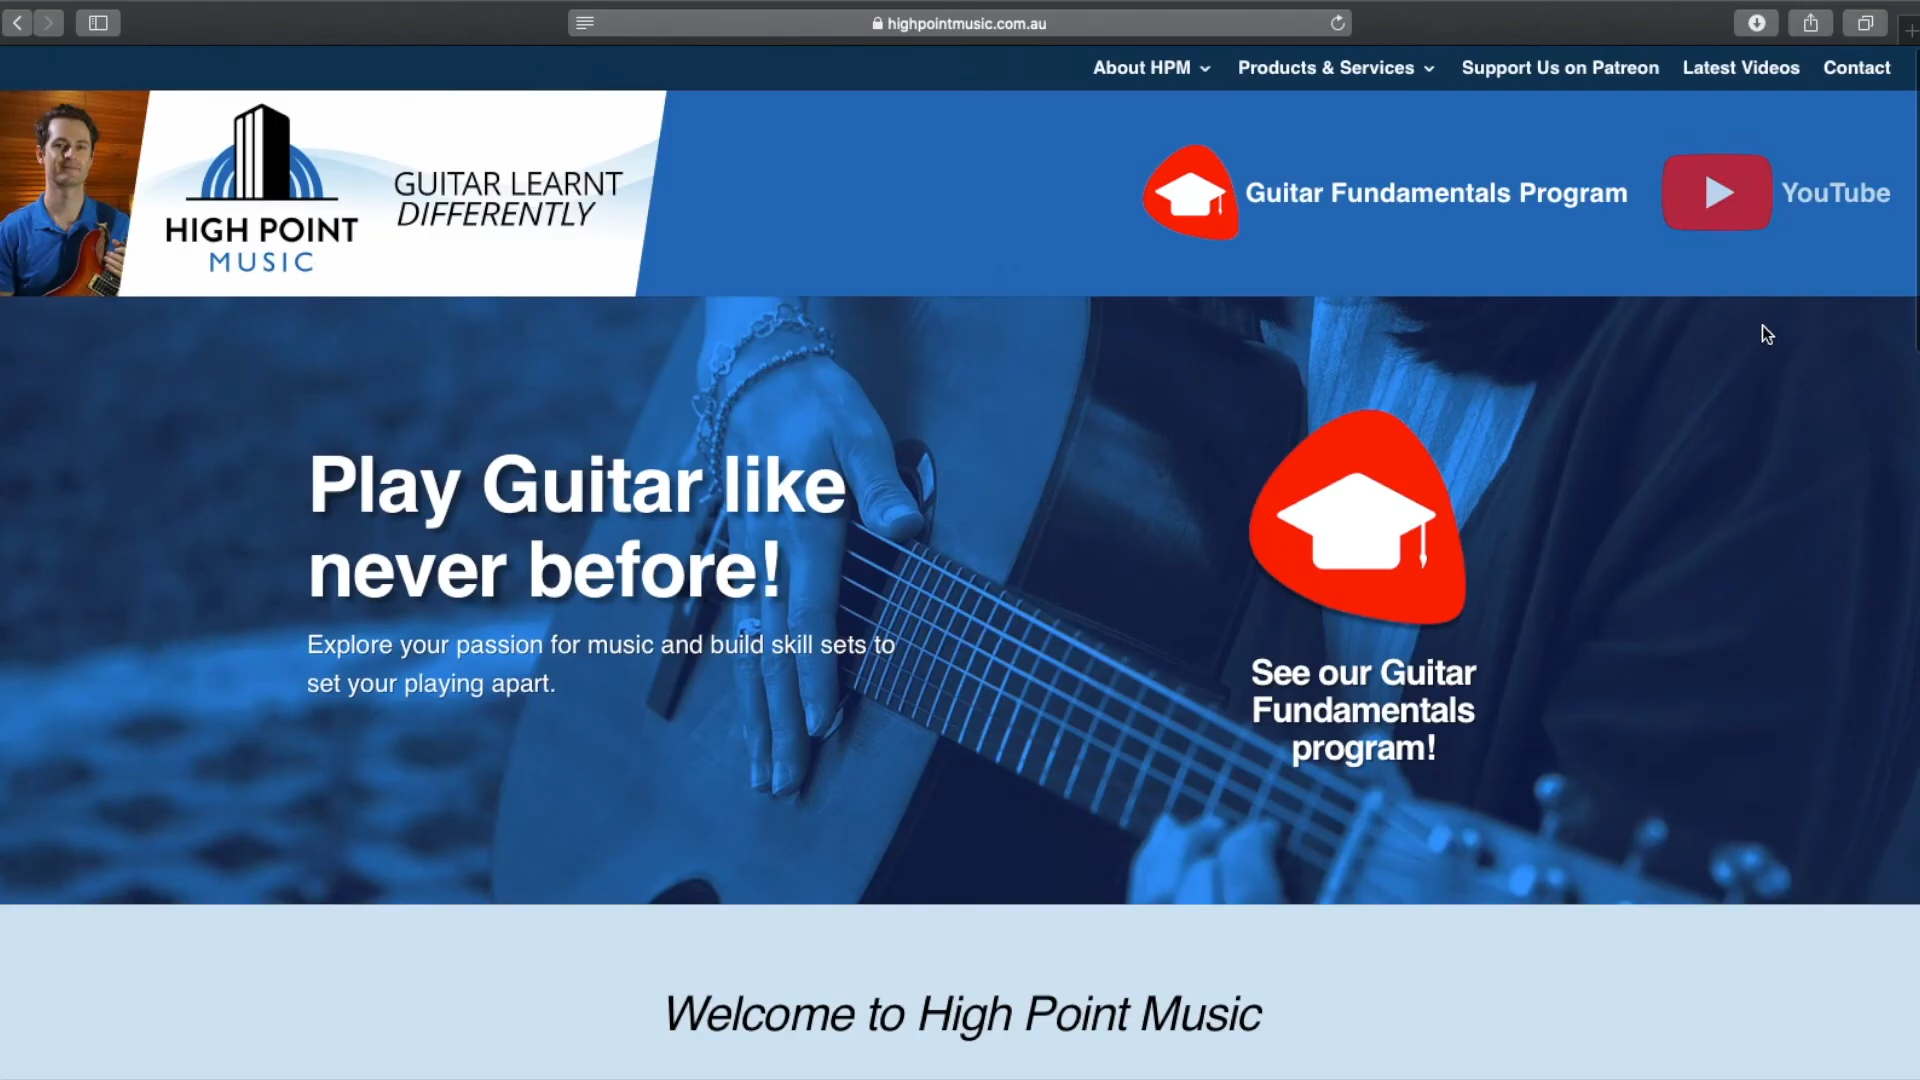 highpointmusic.com.au
About HPM
Products & Services
Support Us on Patreon
Latest Videos
Contact
HIGH POINT
MUSIC
GUITAR LEARNT
DIFFERENTLY
Guitar Fundamentals Program
YouTube
Play Guitar like
never before!
Explore your passion for music and build skill sets to
set your playing apart.
See our Guitar
Fundamentals
program!
Welcome to High Point Music